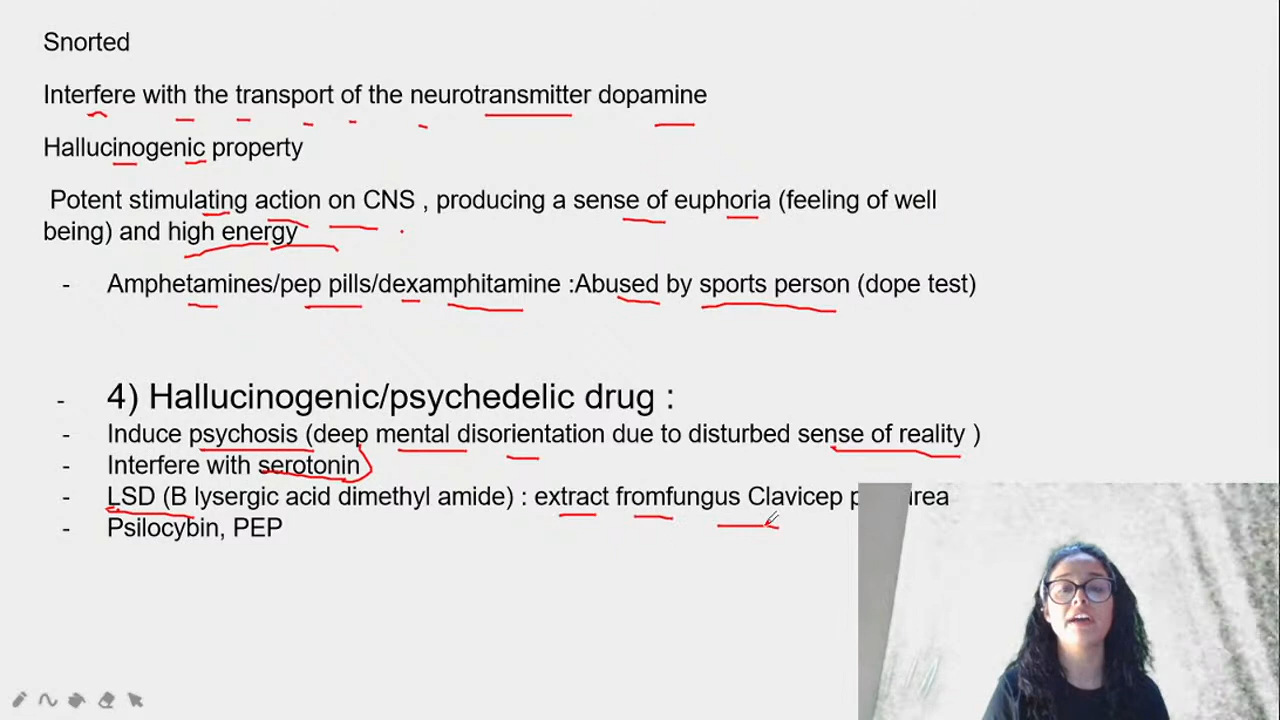 Snorted
Interfere with the transport of the neurotransmitter dopamine
Hallucinogenic property
Potent stimulating action on CNS , producing a sense of euphoria (feeling of well
being) and high energy
- Amphetamines/pep pills/dexamphitamine :Abused by sports person (dope test)
- 4) Hallucinogenic/psychedelic drug :
- Induce psychosis (deep mental disorientation due to disturbed sense of reality )
- Interfere with serotonin
- LSD (B lysergic acid dimethyl amide) : extract fromfungus Clavicep
- Psilocybin, PEP